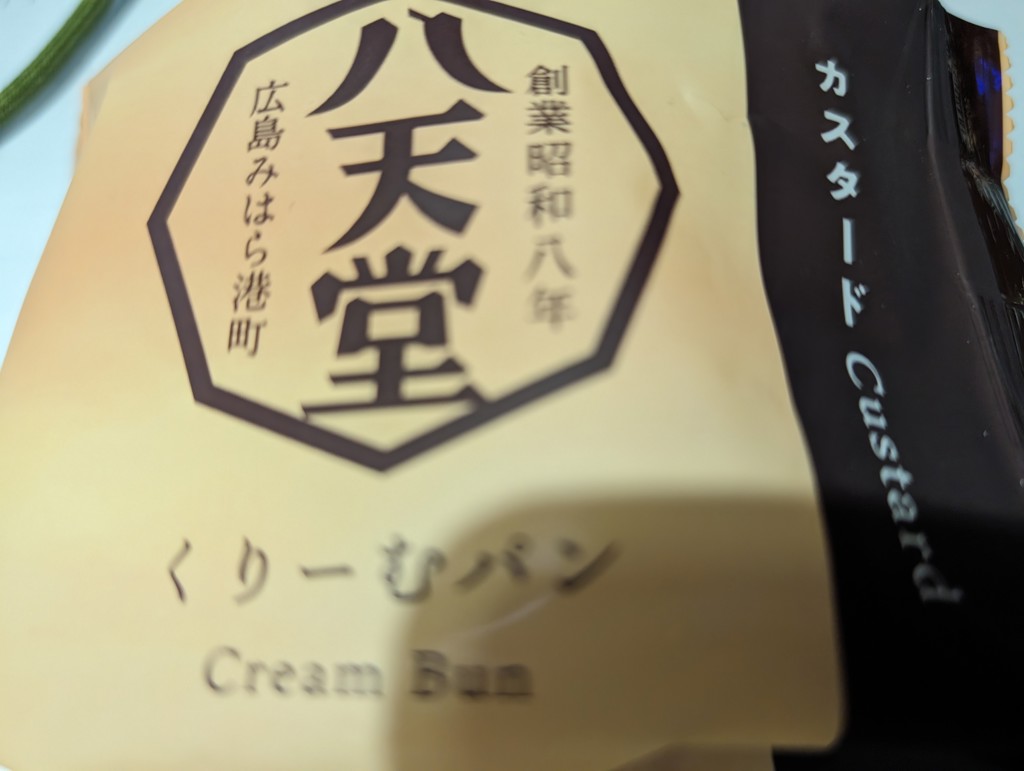 創業昭和八年
八天堂
広島みはら港町
くりーむパン
Cream Bun
カスタード Custard